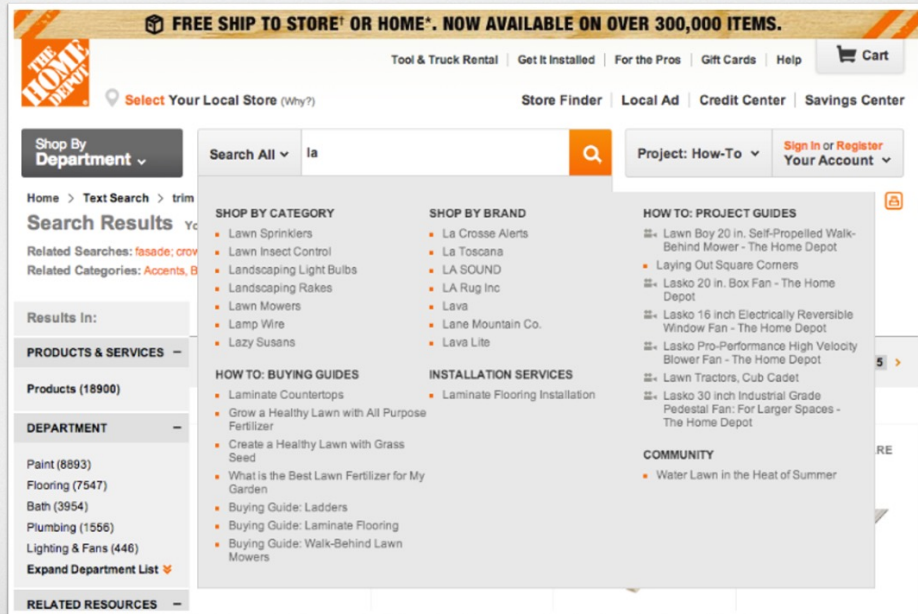 FREE SHIP TO STORE† OR HOME*. NOW AVAILABLE ON OVER 300,000 ITEMS.
THE HOME DEPOT
Tool & Truck Rental | Get It Installed | For the Pros | Gift Cards | Help
Cart
Select Your Local Store (Why?)
Store Finder | Local Ad | Credit Center | Savings Center
Shop By
Department
Search All
la
Project: How-To
Sign In or Register
Your Account
Home > Text Search > trim
Search Results
Related Searches: fasade; crow
Related Categories: Accents, B
Results In:
PRODUCTS & SERVICES –
Products (18900)
DEPARTMENT –
Paint (8893)
Flooring (7547)
Bath (3954)
Plumbing (1556)
Lighting & Fans (446)
Expand Department List
RELATED RESOURCES –
SHOP BY CATEGORY
Lawn Sprinklers
Lawn Insect Control
Landscaping Light Bulbs
Landscaping Rakes
Lawn Mowers
Lamp Wire
Lazy Susans
HOW TO: BUYING GUIDES
Laminate Countertops
Grow a Healthy Lawn with All Purpose
Fertilizer
Create a Healthy Lawn with Grass
Seed
What is the Best Lawn Fertilizer for My
Garden
Buying Guide: Ladders
Buying Guide: Laminate Flooring
Buying Guide: Walk-Behind Lawn
Mowers
SHOP BY BRAND
La Crosse Alerts
La Toscana
LA SOUND
LA Rug Inc
Lava
Lane Mountain Co.
Lava Lite
INSTALLATION SERVICES
Laminate Flooring Installation
HOW TO: PROJECT GUIDES
Lawn Boy 20 in. Self-Propelled Walk-
Behind Mower - The Home Depot
Laying Out Square Corners
Lasko 20 in. Box Fan - The Home
Depot
Lasko 16 inch Electrically Reversible
Window Fan - The Home Depot
Lasko Pro-Performance High Velocity
Blower Fan - The Home Depot
Lawn Tractors, Cub Cadet
Lasko 30 inch Industrial Grade
Pedestal Fan: For Larger Spaces -
The Home Depot
COMMUNITY
Water Lawn in the Heat of Summer
5 >
RE